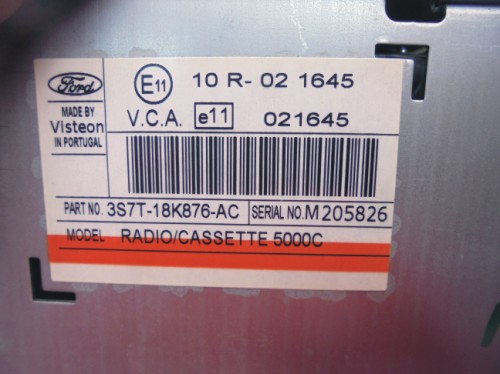 Ford
E11 10 R- 02 1645
MADE BY
Visteon
IN PORTUGAL
V.C.A. e11 021645
PART NO. 3S7T-18K876-AC SERIAL NO. M205826
MODEL RADIO/CASSETTE 5000C